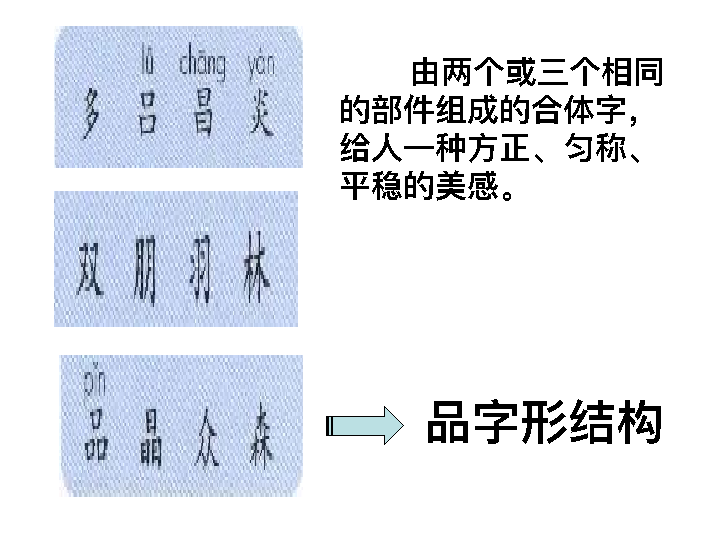 lǚ chāng yán
多 吕 昌 炎
由两个或三个相同
的部件组成的合体字，
给人一种方正、匀称、
平稳的美感。
双 朋 羽 林
pǐn
品 晶 众 森
品字形结构